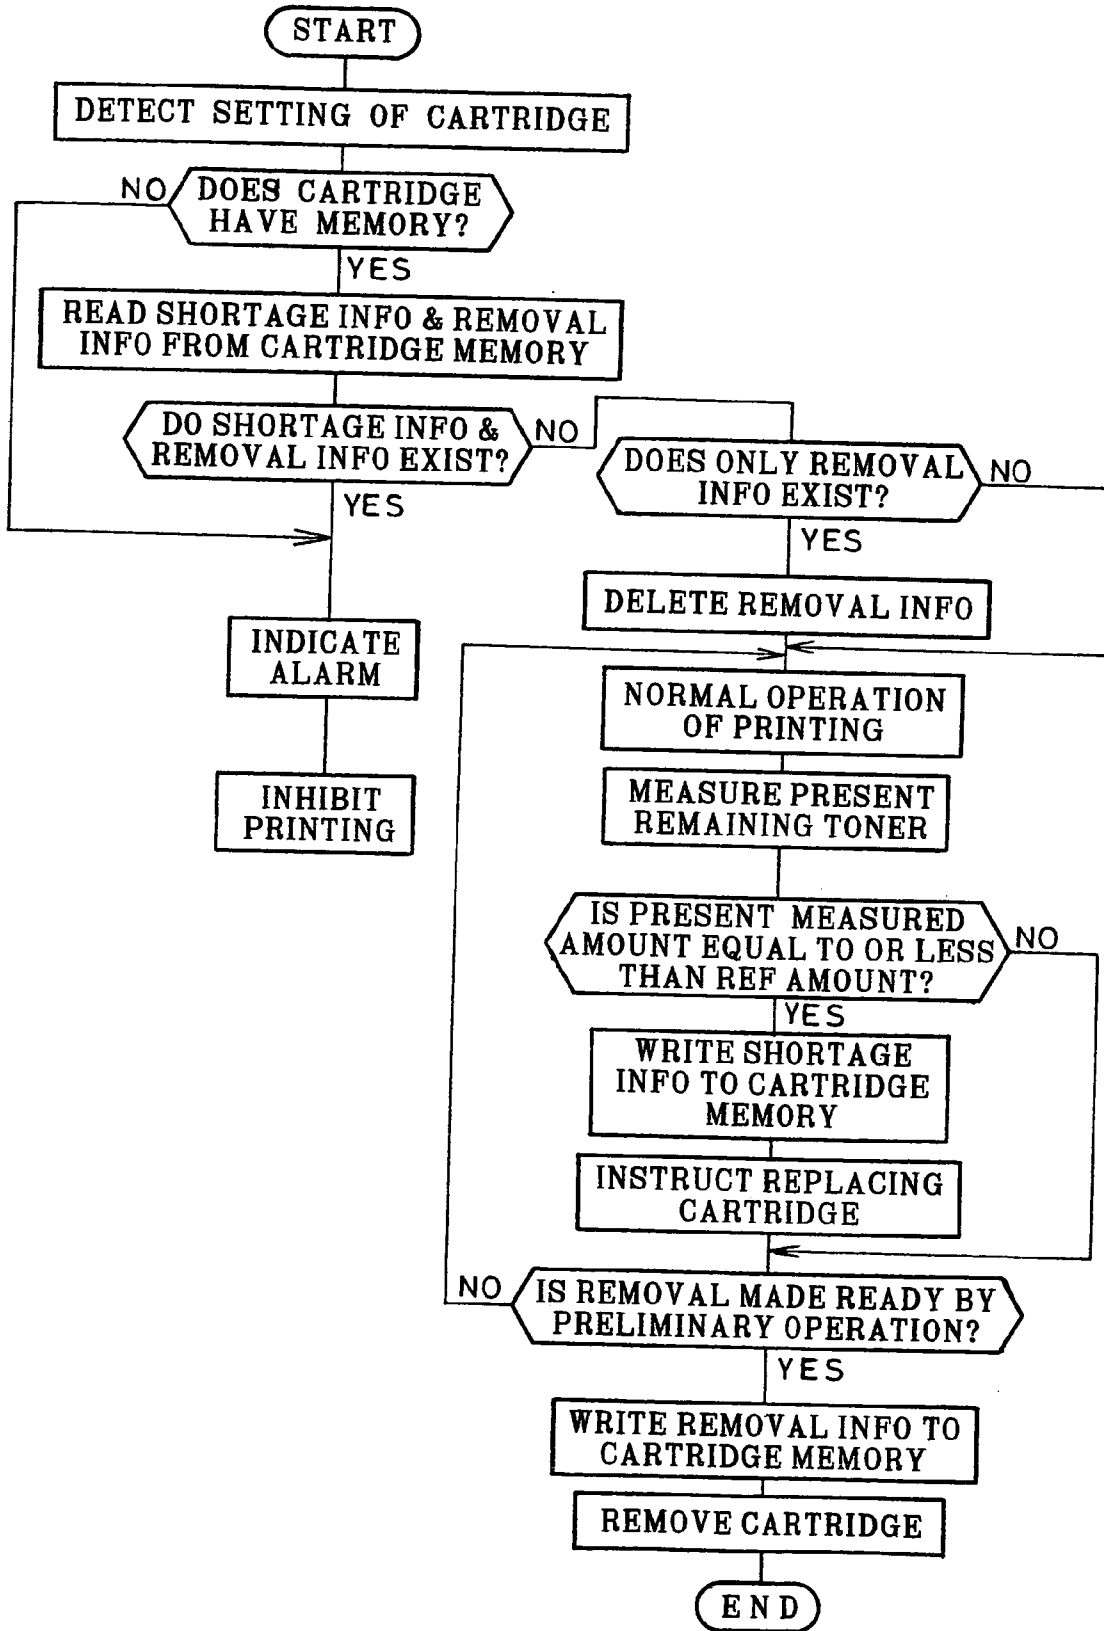 START
DETECT SETTING OF CARTRIDGE
NO
DOES CARTRIDGE
HAVE MEMORY?
YES
READ SHORTAGE INFO & REMOVAL
INFO FROM CARTRIDGE MEMORY
DO SHORTAGE INFO &
REMOVAL INFO EXIST?
NO
YES
DOES ONLY REMOVAL
INFO EXIST?
NO
YES
INDICATE
ALARM
INHIBIT
PRINTING
DELETE REMOVAL INFO
NORMAL OPERATION
OF PRINTING
MEASURE PRESENT
REMAINING TONER
IS PRESENT MEASURED
AMOUNT EQUAL TO OR LESS
THAN REF AMOUNT?
NO
YES
WRITE SHORTAGE
INFO TO CARTRIDGE
MEMORY
INSTRUCT REPLACING
CARTRIDGE
NO
IS REMOVAL MADE READY BY
PRELIMINARY OPERATION?
YES
WRITE REMOVAL INFO TO
CARTRIDGE MEMORY
REMOVE CARTRIDGE
END